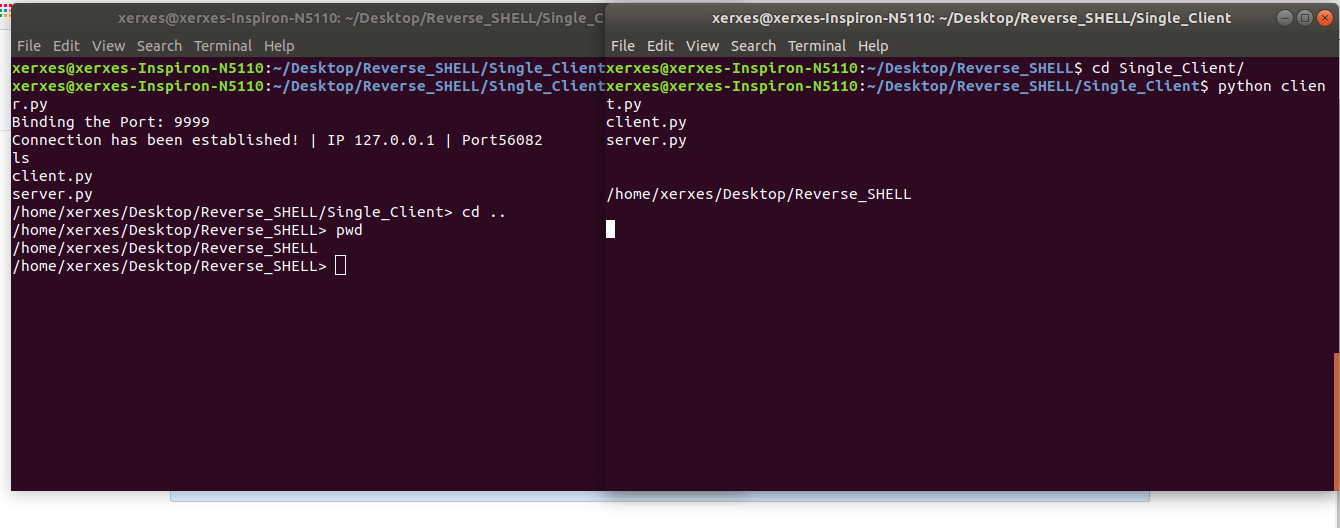 xerxes@xerxes-Inspiron-N5110: ~/Desktop/Reverse_SHELL/Single_C
File Edit View Search Terminal Help
xerxes@xerxes-Inspiron-N5110:~/Desktop/Reverse_SHELL/Single_Client
xerxes@xerxes-Inspiron-N5110:~/Desktop/Reverse_SHELL/Single_Client
r.py
Binding the Port: 9999
Connection has been established! | IP 127.0.0.1 | Port56082
ls
client.py
server.py
/home/xerxes/Desktop/Reverse_SHELL/Single_Client> cd ..
/home/xerxes/Desktop/Reverse_SHELL> pwd
/home/xerxes/Desktop/Reverse_SHELL
/home/xerxes/Desktop/Reverse_SHELL>
xerxes@xerxes-Inspiron-N5110: ~/Desktop/Reverse_SHELL/Single_Client
File Edit View Search Terminal Help
xerxes@xerxes-Inspiron-N5110:~/Desktop/Reverse_SHELL$ cd Single_Client/
xerxes@xerxes-Inspiron-N5110:~/Desktop/Reverse_SHELL/Single_Client$ python clien
t.py
client.py
server.py
/home/xerxes/Desktop/Reverse_SHELL